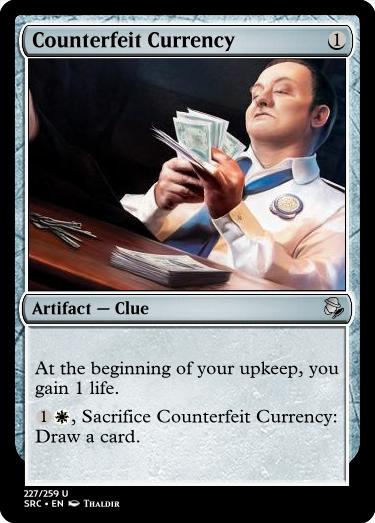 Counterfeit Currency 1
Artifact — Clue
At the beginning of your upkeep, you
gain 1 life.
1 , Sacrifice Counterfeit Currency:
Draw a card.
227/259 U
SRC • EN Thaldir